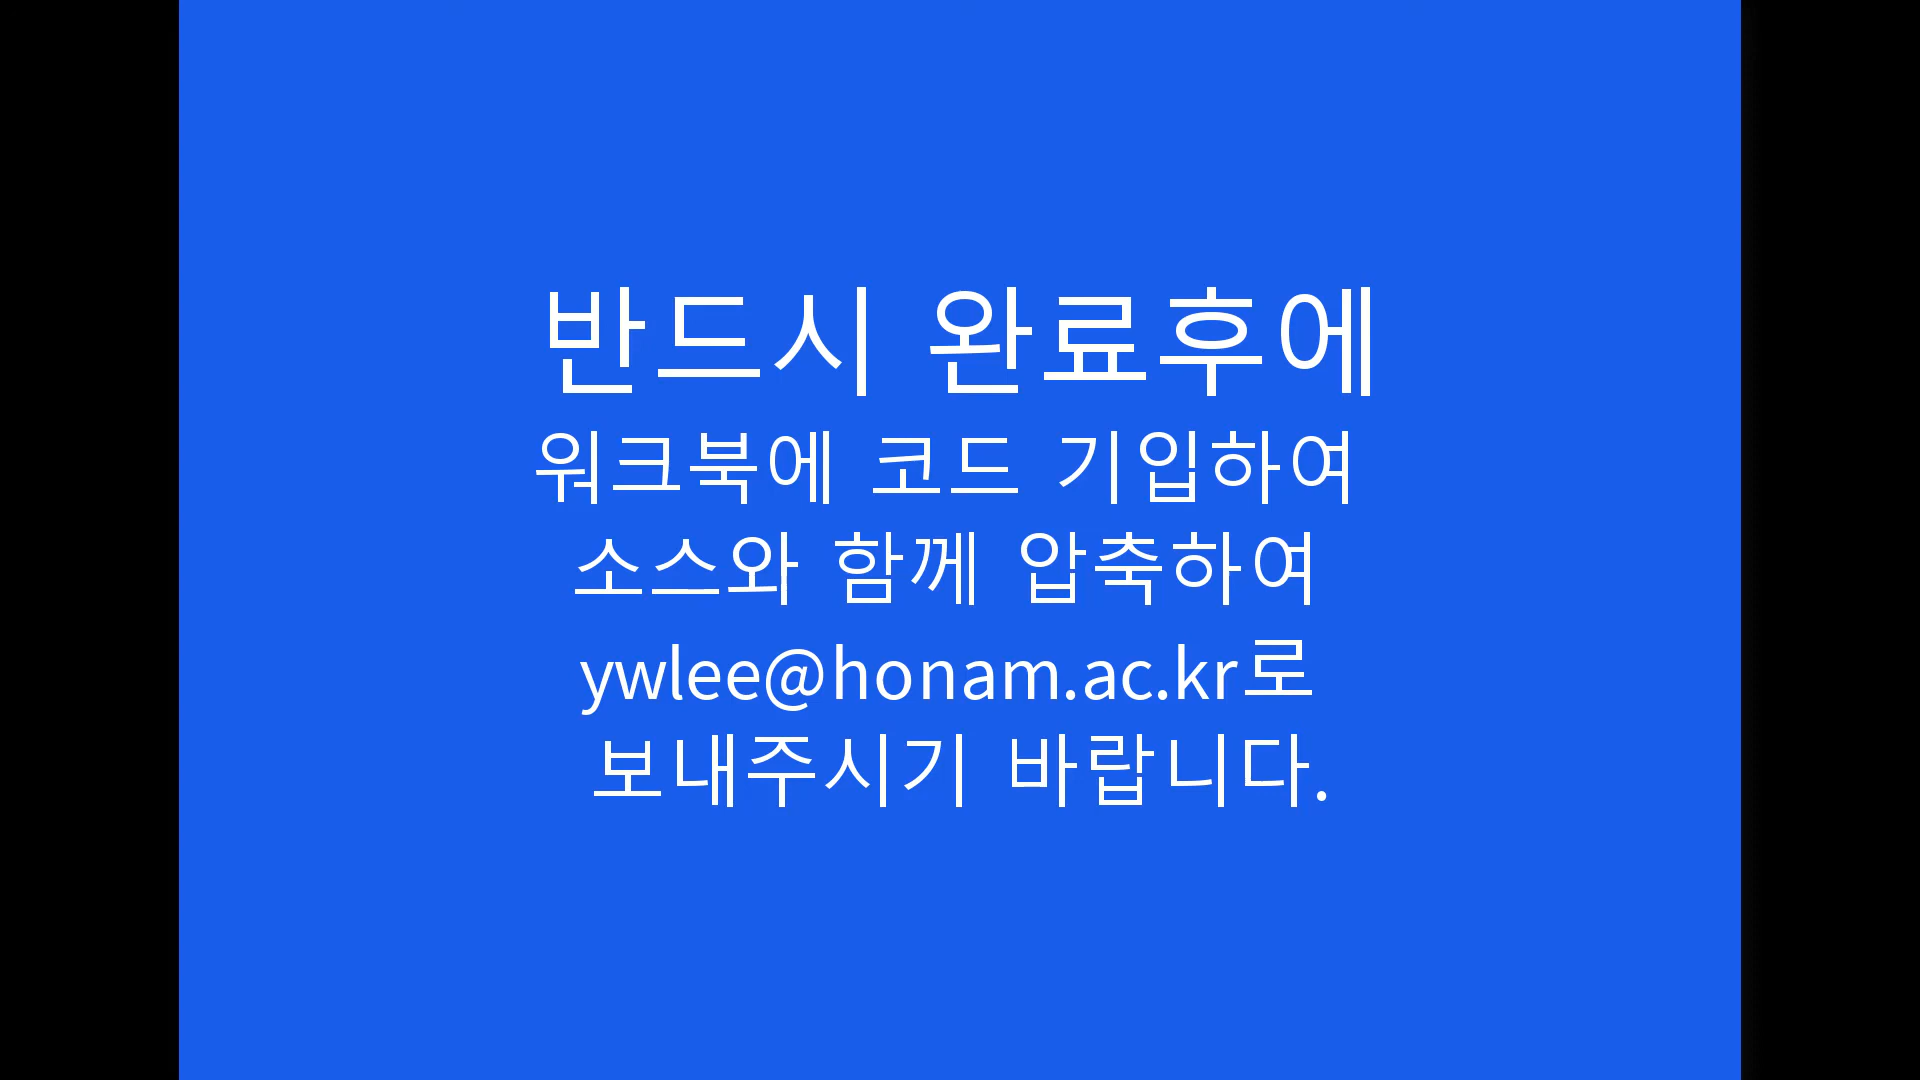 반드시 완료후에
워크북에 코드 기입하여
소스와 함께 압축하여
ywlee@honam.ac.kr로
보내주시기 바랍니다.